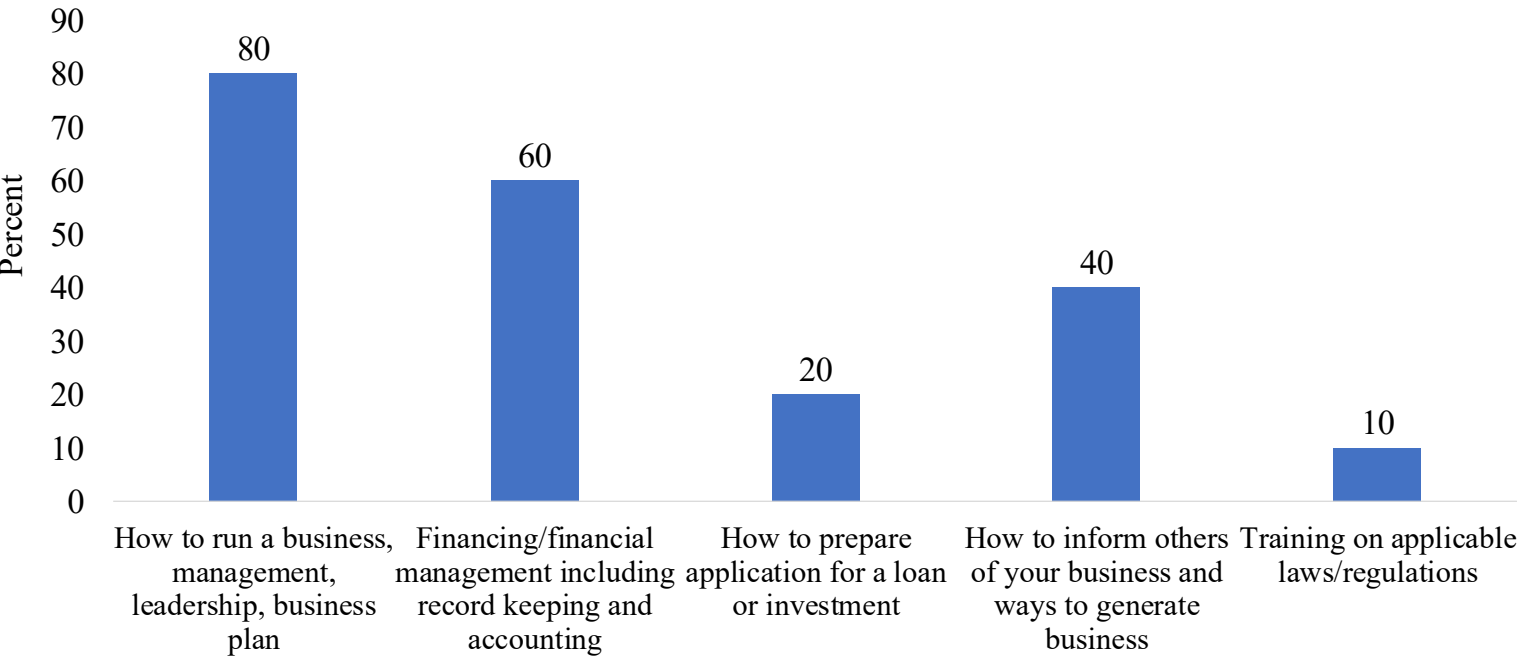 90
80
70
60
50
40
30
20
10
0
Percent
80
60
20
40
10
How to run a business,
management,
leadership, business
plan
Financing/financial
management including
record keeping and
accounting
How to prepare
application for a loan
or investment
How to inform others
of your business and
ways to generate
business
Training on applicable
laws/regulations